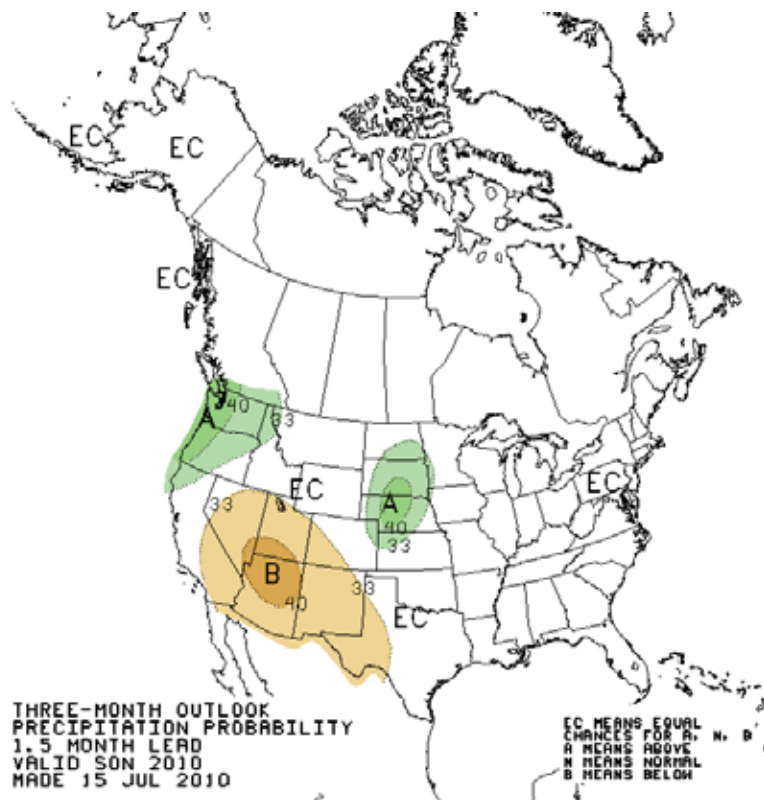 EC
EC
EC
A
40
33
EC
33
A
40
33
EC
B
40
33
EC
THREE-MONTH OUTLOOK
PRECIPITATION PROBABILITY
1.5 MONTH LEAD
VALID SON 2010
MADE 15 JUL 2010
EC MEANS EQUAL
CHANCES FOR A, N, B
A MEANS ABOVE
N MEANS NORMAL
B MEANS BELOW